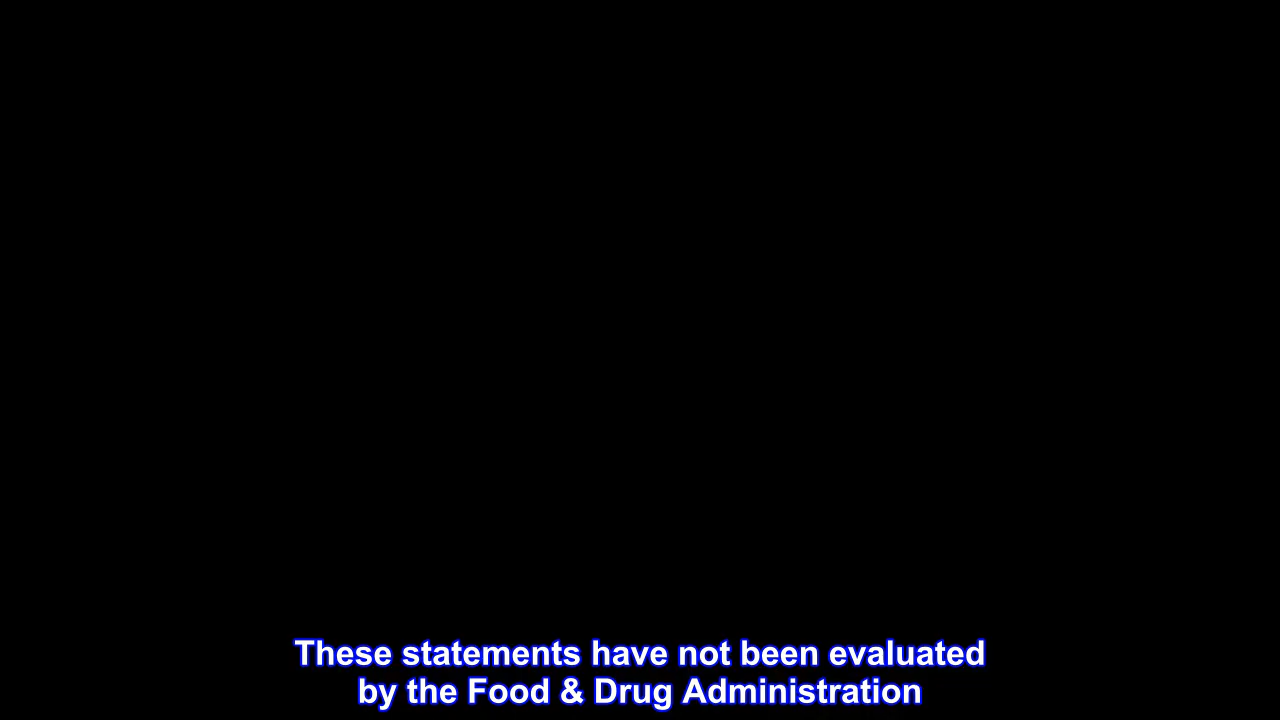 These statements have not been evaluated
by the Food & Drug Administration